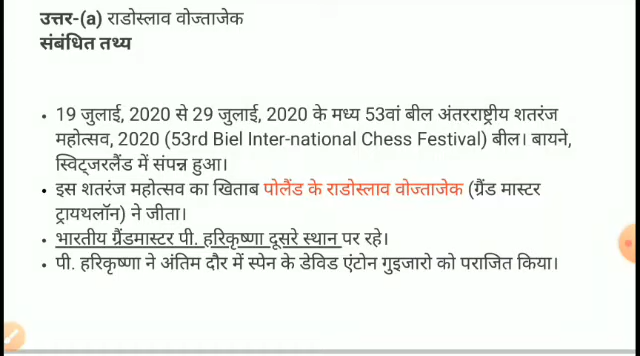 उत्तर-(a) राडोस्लाव वोज्ताजेक
संबंधित तथ्य
• 19 जुलाई, 2020 से 29 जुलाई, 2020 के मध्य 53वां बील अंतरराष्ट्रीय शतरंज
महोत्सव, 2020 (53rd Biel Inter-national Chess Festival) बील। बायने,
स्विट्जरलैंड में संपन्न हुआ।
• इस शतरंज महोत्सव का खिताब पोलैंड के राडोस्लाव वोज्ताजेक (ग्रैंड मास्टर
ट्रायथलॉन) ने जीता।
• भारतीय ग्रैंडमास्टर पी. हरिकृष्णा दूसरे स्थान पर रहे।
• पी. हरिकृष्णा ने अंतिम दौर में स्पेन के डेविड एंटोन गुइजारो को पराजित किया।